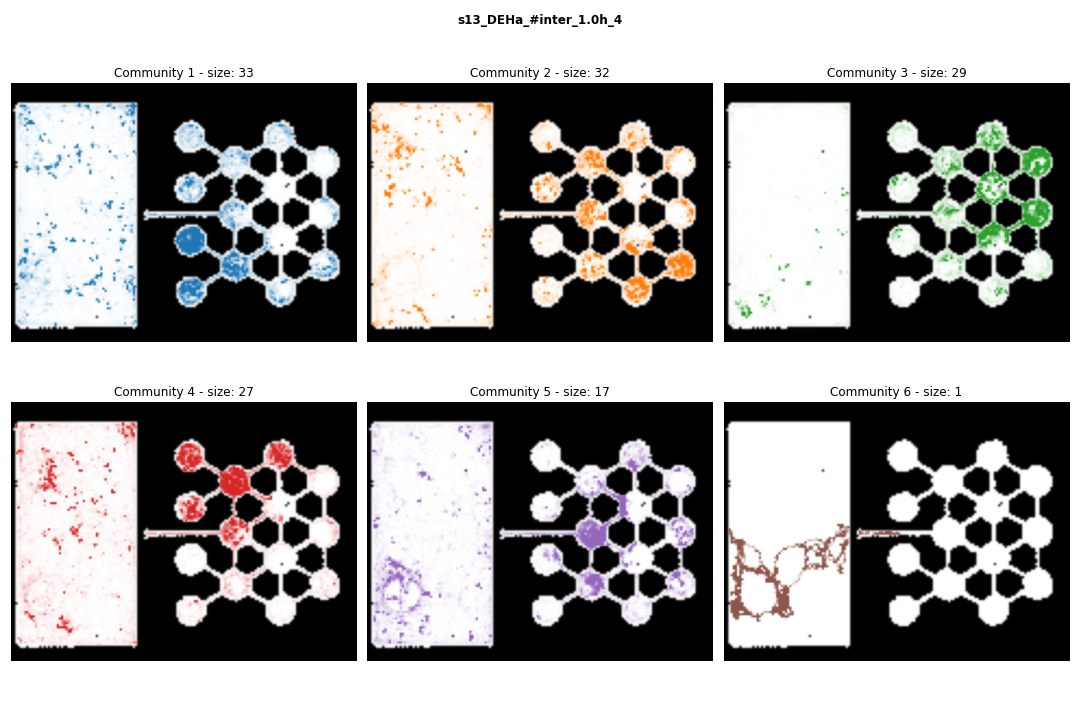 s13_DEHa_#inter_1.0h_4
Community 1 - size: 33
Community 2 - size: 32
Community 3 - size: 29
Community 4 - size: 27
Community 5 - size: 17
Community 6 - size: 1